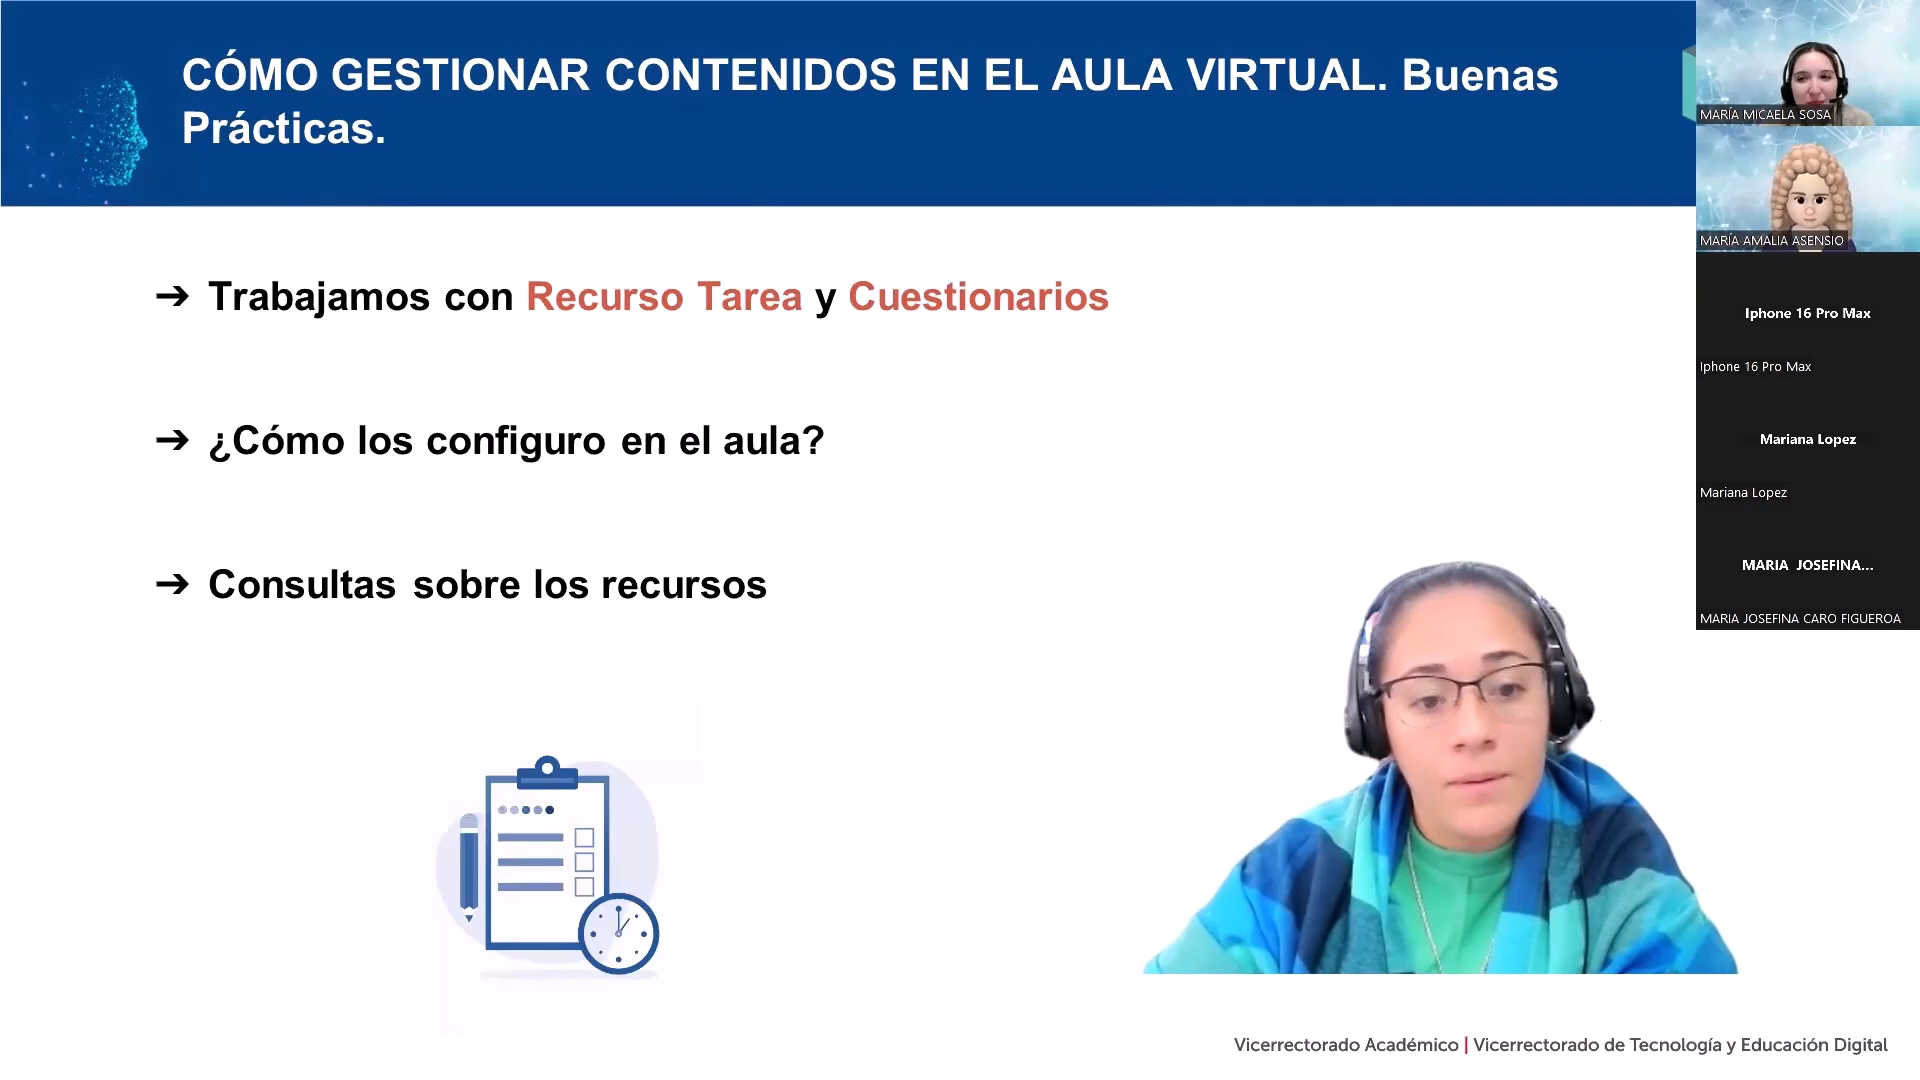 CÓMO GESTIONAR CONTENIDOS EN EL AULA VIRTUAL. Buenas
Prácticas.
➔ Trabajamos con Recurso Tarea y Cuestionarios
➔ ¿Cómo los configuro en el aula?
➔ Consultas sobre los recursos
Vicerrectorado Académico | Vicerrectorado de Tecnología y Educación Digital
MARÍA MICAELA SOSA
MARÍA AMALIA ASENSIO
Iphone 16 Pro Max
Iphone 16 Pro Max
Mariana Lopez
Mariana Lopez
MARIA JOSEFINA...
MARIA JOSEFINA CARO FIGUEROA